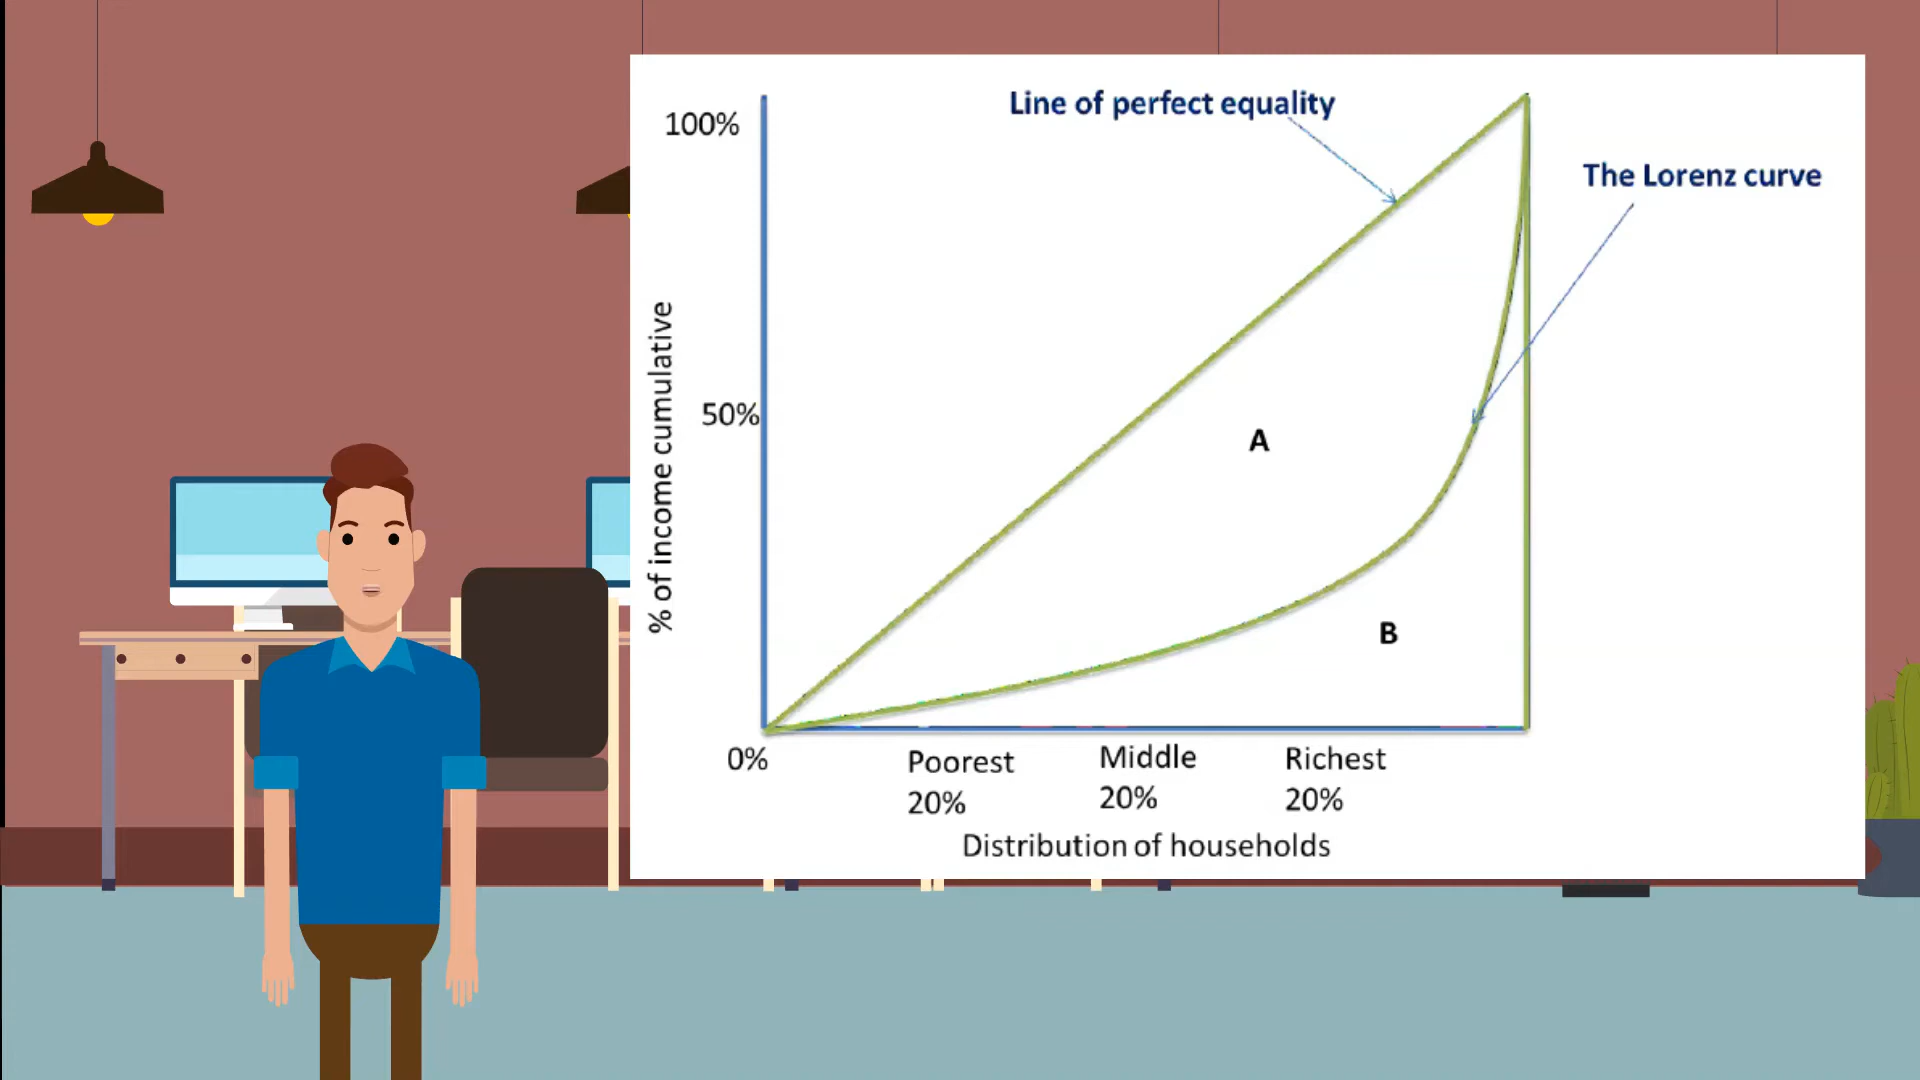 Line of perfect equality
100%
The Lorenz curve
50%
% of income cumulative
A
B
0%
Poorest
20%
Middle
20%
Richest
20%
Distribution of households